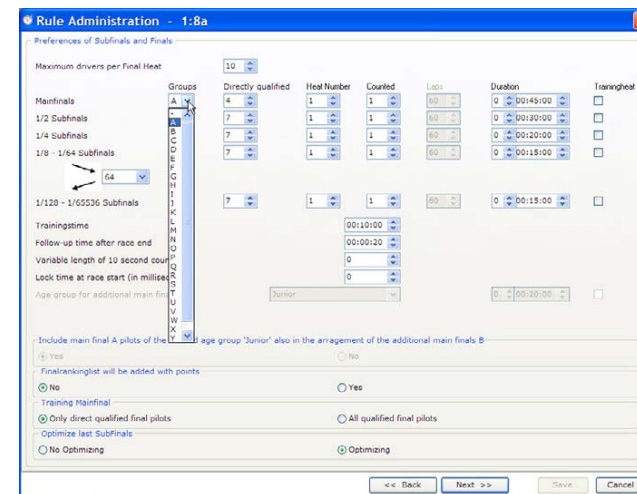 Rule Administration - 1:8a
Preferences of Subfinals and Finals
Maximum drivers per Final Heat 10
Groups Directly qualified Heat Number Counted Laps Duration Trainingheat
Mainfinals A 4 1 1 60 0 00:45:00
1/2 Subfinals 7 1 1 60 0 00:30:00
1/4 Subfinals 7 1 1 60 0 00:20:00
1/8 - 1/64 Subfinals 7 1 1 60 0 00:15:00
64
1/128 - 1/65536 Subfinals 7 1 1 60 0 00:15:00
-
A
B
C
D
E
F
G
H
I
J
K
L
M
N
O
P
Q
R
S
T
U
V
W
X
Y
Trainingstime 00:10:00
Follow-up time after race end 00:00:20
Variable length of 10 second coun 0
Lock time at race start (in millisec 0
Age group for additional main fin Junior 0 00:20:00
Include main final A pilots of the d age group 'Junior' also in the arragement of the additional main finals B
Yes No
Finalrankinglist will be added with points
No Yes
Training Mainfinal
Only direct qualified final pilots All qualified final pilots
Optimize last SubFinals
No Optimizing Optimizing
<< Back Next >> Save Cancel